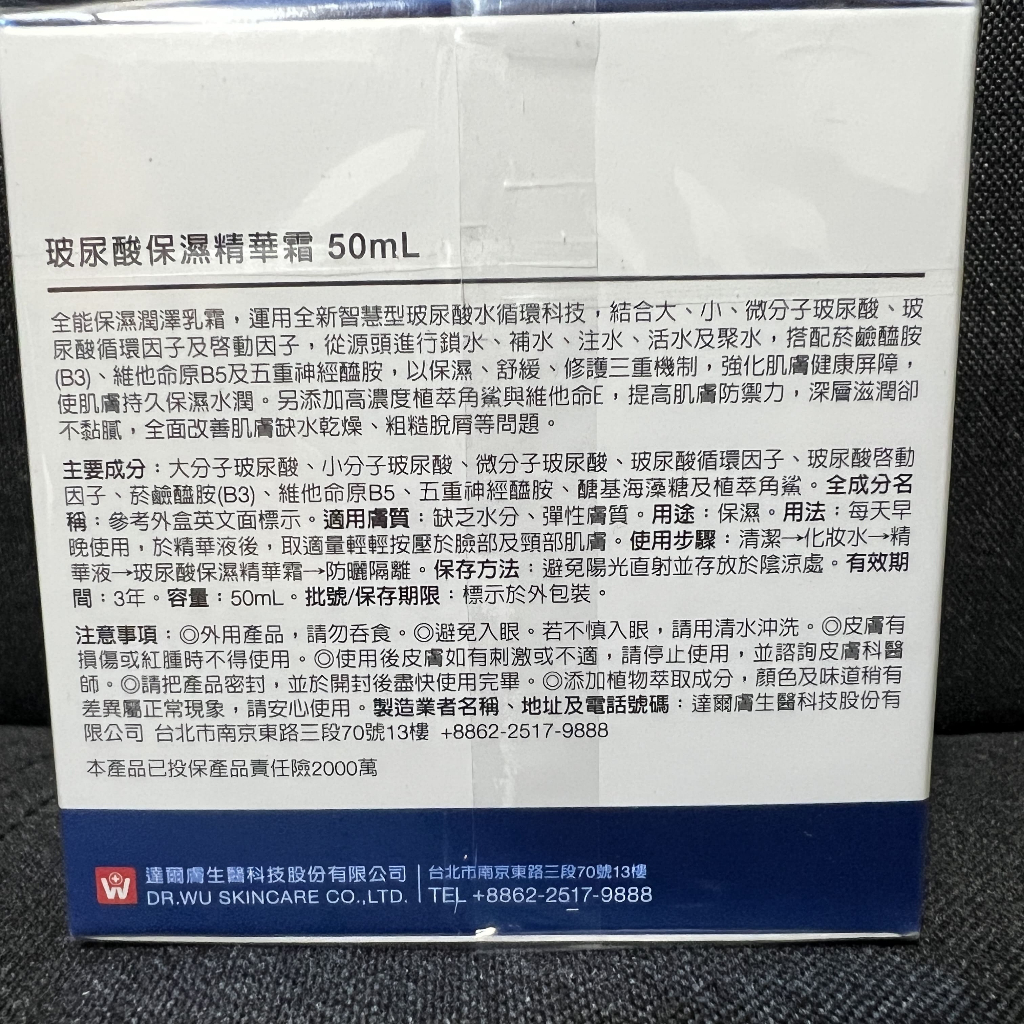 玻尿酸保濕精華霜 50mL
全能保濕潤澤乳霜，運用全新智慧型玻尿酸水循環科技，結合大、小、微分子玻尿酸、玻
尿酸循環因子及啓動因子，從源頭進行鎖水、補水、注水、活水及聚水，搭配菸鹼醯胺
(B3)、維他命原B5及五重神經醯胺，以保濕、舒緩、修護三重機制，強化肌膚健康屏障，
使肌膚持久保濕水潤。另添加高濃度植萃角鯊與維他命E，提高肌膚防禦力，深層滋潤卻
不黏膩，全面改善肌膚缺水乾燥、粗糙脫屑等問題。
主要成分：大分子玻尿酸、小分子玻尿酸、微分子玻尿酸、玻尿酸循環因子、玻尿酸啓動
因子、菸鹼醯胺(B3)、維他命原B5、五重神經醯胺、醣基海藻糖及植萃角鯊。全成分名
稱：參考外盒英文面標示。適用膚質：缺乏水分、彈性膚質。用途：保濕。用法：每天早
晚使用，於精華液後，取適量輕輕按壓於臉部及頸部肌膚。使用步驟：清潔→化妝水→精
華液→玻尿酸保濕精華霜→防曬隔離。保存方法：避免陽光直射並存放於陰涼處。有效期
間：3年。容量：50mL。批號/保存期限：標示於外包裝。
注意事項：◎外用產品，請勿吞食。◎避免入眼。若不慎入眼，請用清水沖洗。◎皮膚有
損傷或紅腫時不得使用。◎使用後皮膚如有刺激或不適，請停止使用，並諮詢皮膚科醫
師。◎請把產品密封，並於開封後盡快使用完畢。◎添加植物萃取成分，顏色及味道稍有
差異屬正常現象，請安心使用。製造業者名稱、地址及電話號碼：達爾膚生醫科技股份有
限公司 台北市南京東路三段70號13樓 +8862-2517-9888
本產品已投保產品責任險2000萬
達爾膚生醫科技股份有限公司 台北市南京東路三段70號13樓
DR.WU SKINCARE CO.,LTD. TEL +8862-2517-9888